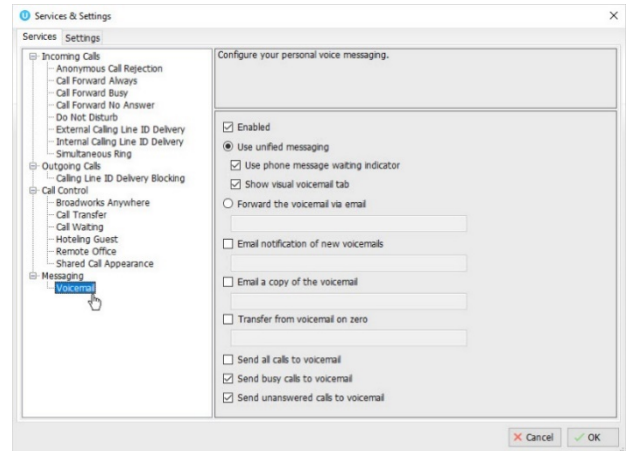 Services & Settings
Services Settings
Incoming Calls
Anonymous Call Rejection
Call Forward Always
Call Forward Busy
Call Forward No Answer
Do Not Disturb
External Calling Line ID Delivery
Internal Calling Line ID Delivery
Simultaneous Ring
Outgoing Calls
Calling Line ID Delivery Blocking
Call Control
Broadworks Anywhere
Call Transfer
Call Waiting
Hoteling Guest
Remote Office
Shared Call Appearance
Messaging
Voicemail
Configure your personal voice messaging.
Enabled
Use unified messaging
Use phone message waiting indicator
Show visual voicemail tab
Forward the voicemail via email
Email notification of new voicemails
Email a copy of the voicemail
Transfer from voicemail on zero
Send all calls to voicemail
Send busy calls to voicemail
Send unanswered calls to voicemail
Cancel OK